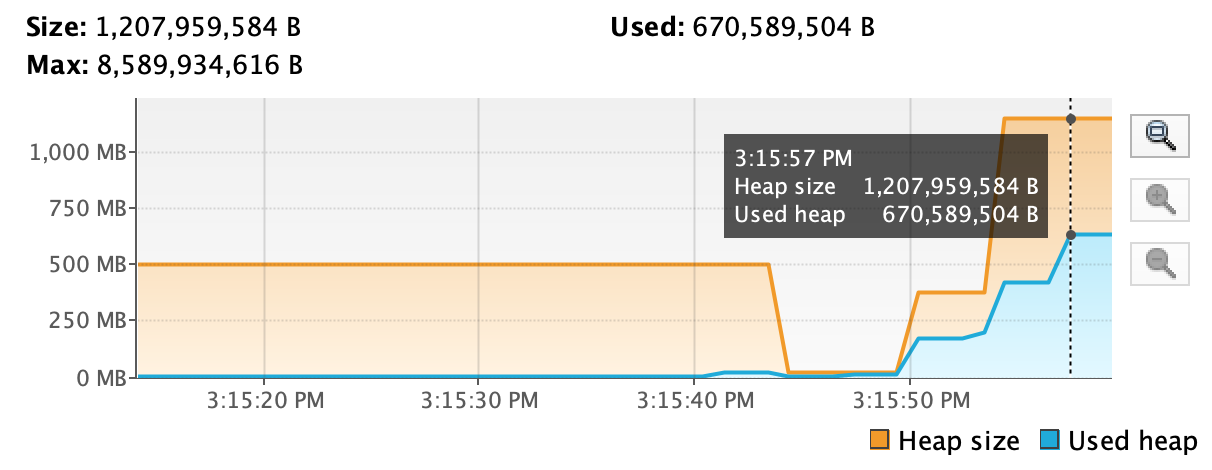 Size: 1,207,959,584 B Used: 670,589,504 B
Max: 8,589,934,616 B
1,000 MB
750 MB
500 MB
250 MB
0 MB
3:15:57 PM
Heap size 1,207,959,584 B
Used heap 670,589,504 B
3:15:20 PM 3:15:30 PM 3:15:40 PM 3:15:50 PM
Heap size Used heap